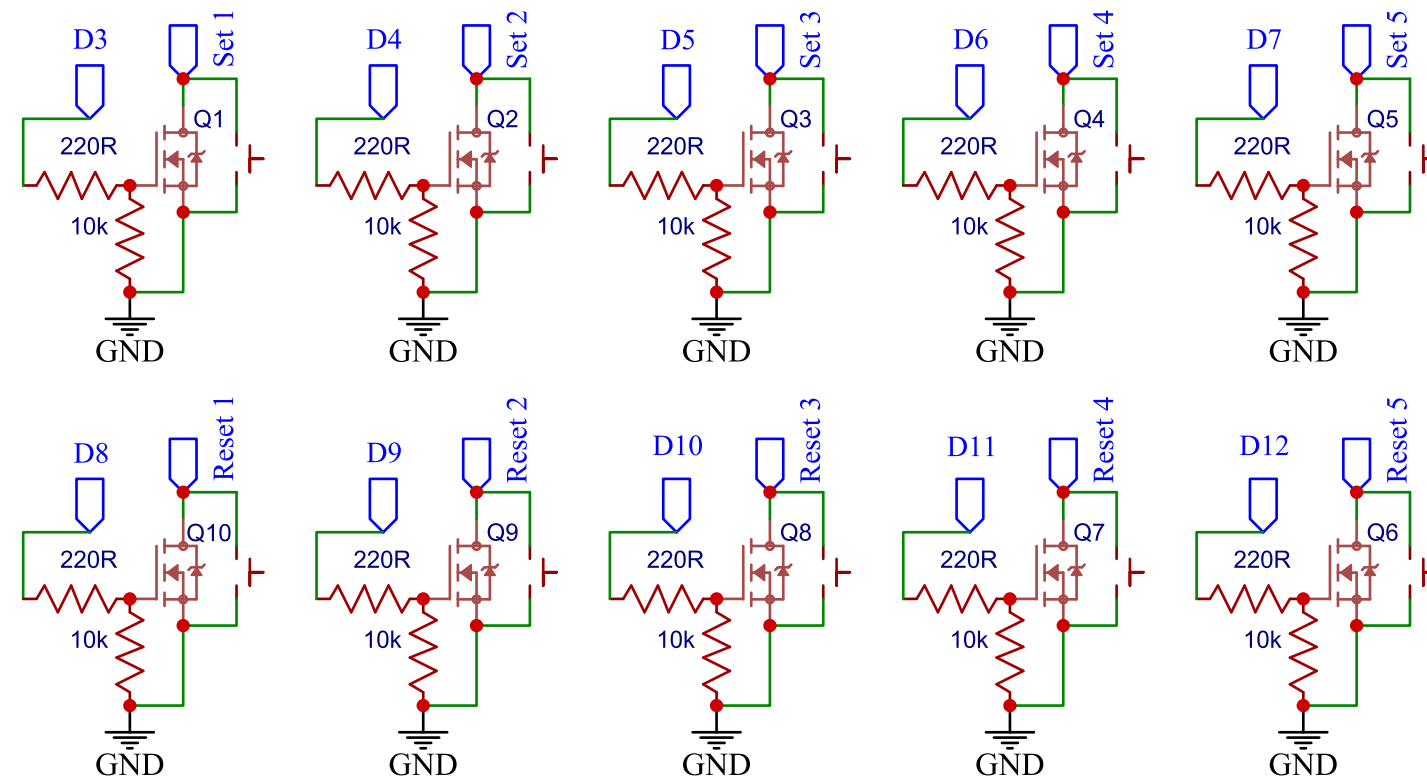 D3 Set 1 D4 Set 2 D5 Set 3 D6 Set 4 D7 Set 5
Q1 Q2 Q3 Q4 Q5
220R 220R 220R 220R 220R
10k 10k 10k 10k 10k
GND GND GND GND GND
D8 Reset 1 D9 Reset 2 D10 Reset 3 D11 Reset 4 D12 Reset 5
Q10 Q9 Q8 Q7 Q6
220R 220R 220R 220R 220R
10k 10k 10k 10k 10k
GND GND GND GND GND